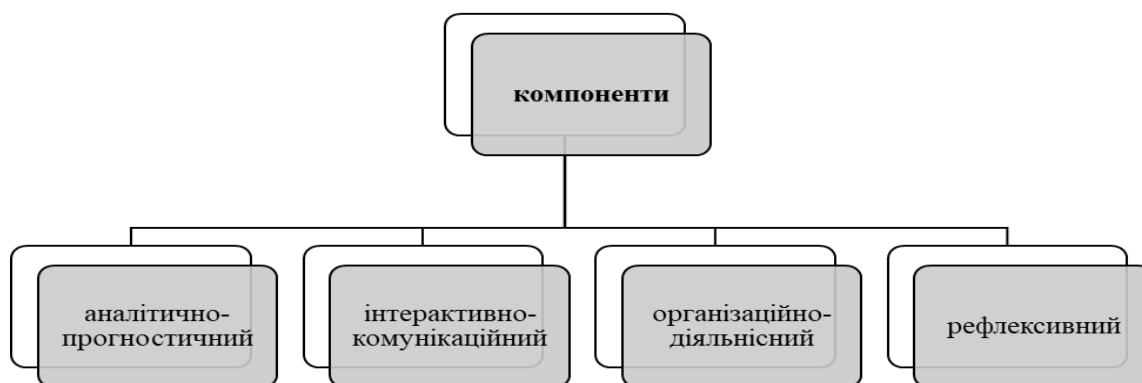 компоненти
аналітично-
прогностичний
інтерактивно-
комунікаційний
організаційно-
діяльнісний
рефлексивний